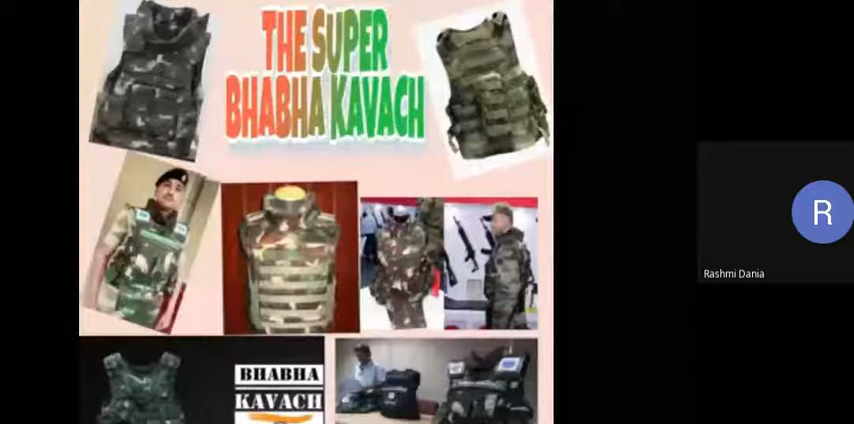 THE SUPER
BHABHA KAVACH
BHABHA
KAVACH
R
Rashmi Dania